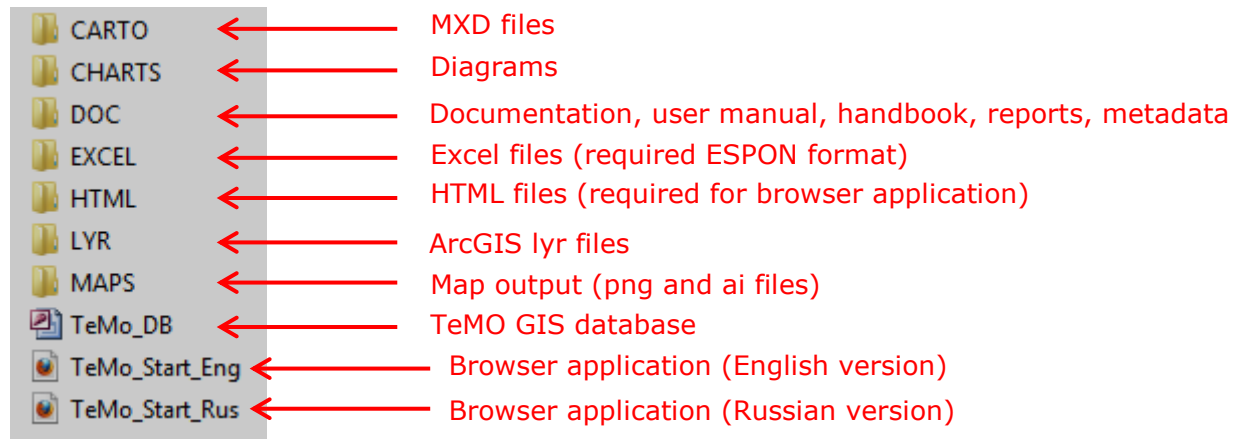 CARTO MXD files
CHARTS Diagrams
DOC Documentation, user manual, handbook, reports, metadata
EXCEL Excel files (required ESPON format)
HTML HTML files (required for browser application)
LYR ArcGIS lyr files
MAPS Map output (png and ai files)
TeMo_DB TeMO GIS database
TeMo_Start_Eng Browser application (English version)
TeMo_Start_Rus Browser application (Russian version)